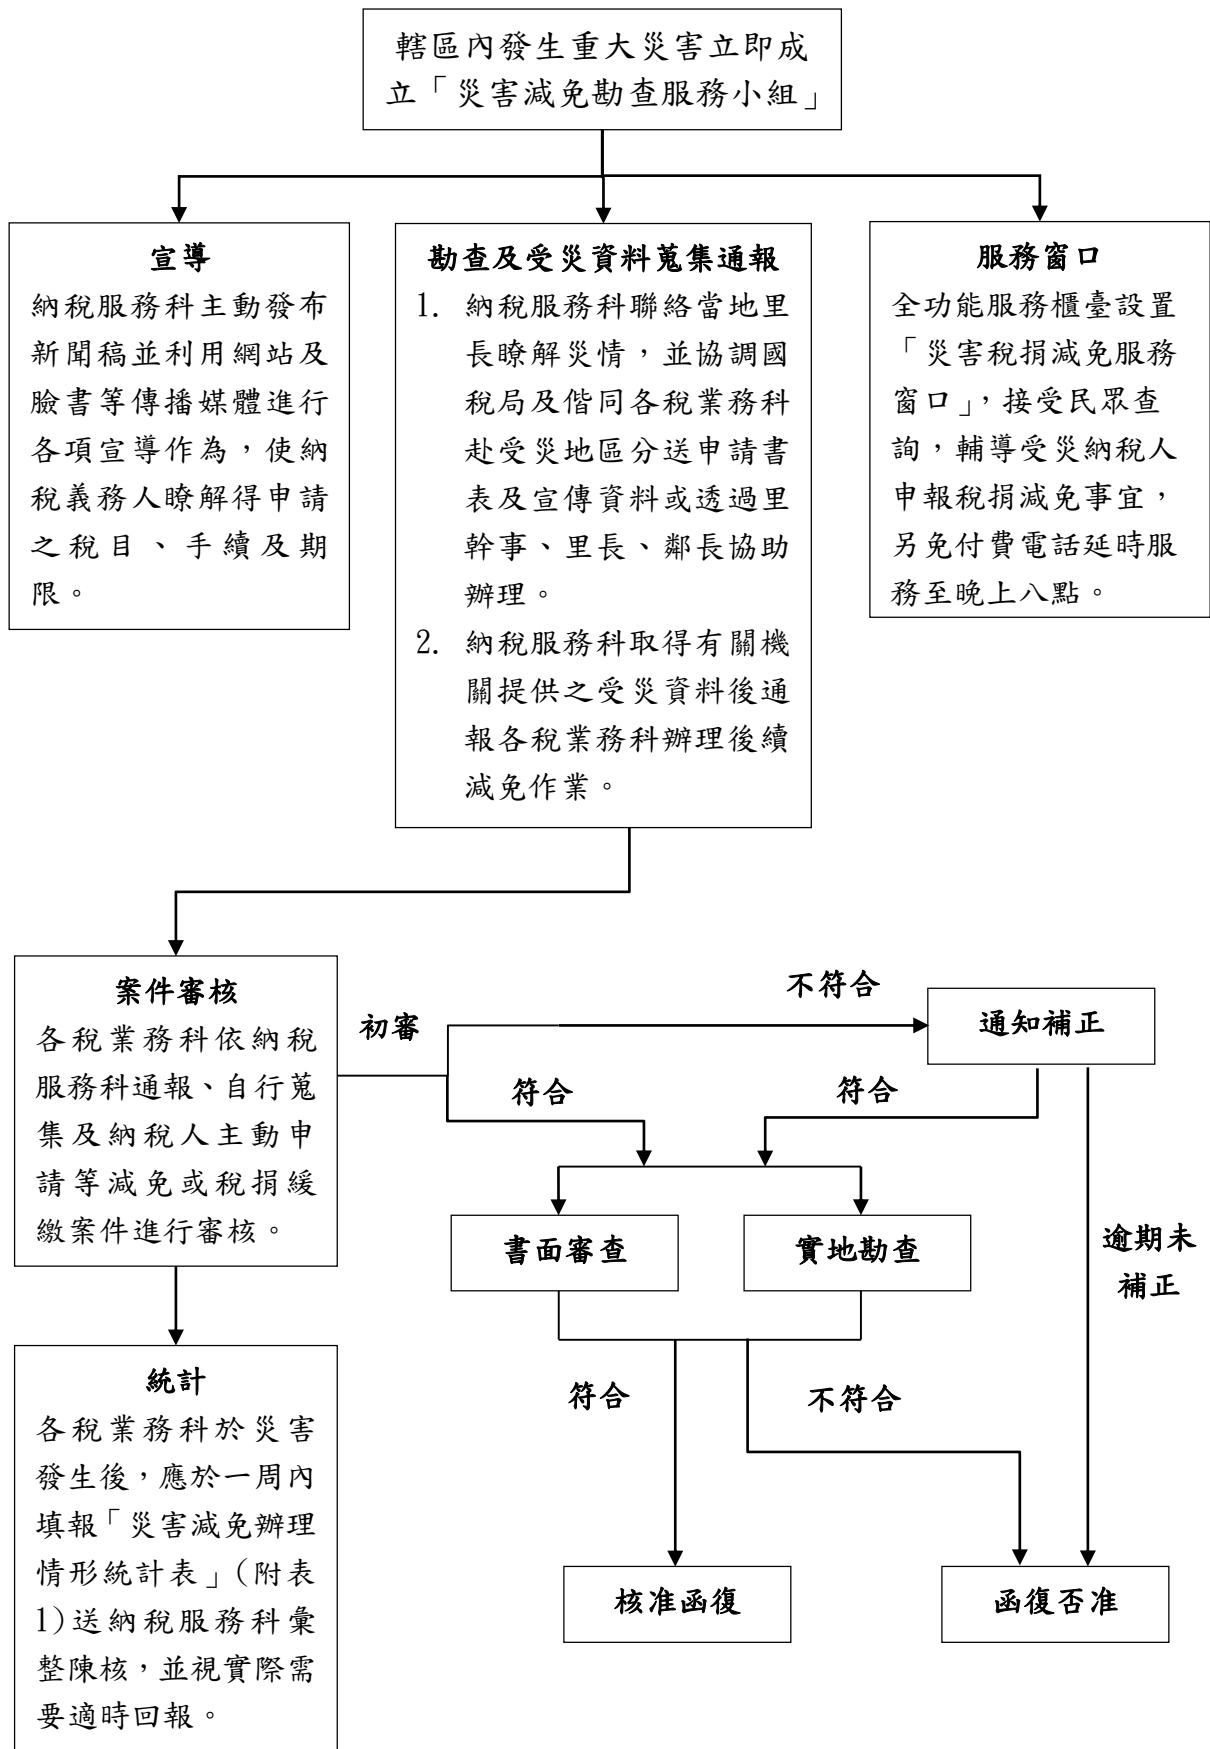 轄區內發生重大災害立即成
立「災害減免勘查服務小組」
宣導
納稅服務科主動發布
新聞稿並利用網站及
臉書等傳播媒體進行
各項宣導作為，使納
稅義務人瞭解得申請
之稅目、手續及期
限。
勘查及受災資料蒐集通報
1. 納稅服務科聯絡當地里
長瞭解災情，並協調國
稅局及偕同各稅業務科
赴受災地區分送申請書
表及宣傳資料或透過里
幹事、里長、鄰長協助
辦理。
2. 納稅服務科取得有關機
關提供之受災資料後通
報各稅業務科辦理後續
減免作業。
服務窗口
全功能服務櫃臺設置
「災害稅捐減免服務
窗口」，接受民眾查
詢，輔導受災納稅人
申報稅捐減免事宜，
另免付費電話延時服
務至晚上八點。
案件審核
各稅業務科依納稅
服務科通報、自行蒐
集及納稅人主動申
請等減免或稅捐緩
繳案件進行審核。
初審
不符合
通知補正
符合
符合
書面審查
實地勘查
逾期未
補正
符合
不符合
核准函復
函復否准
統計
各稅業務科於災害
發生後，應於一周內
填報「災害減免辦理
情形統計表」(附表
1)送納稅服務科彙
整陳核，並視實際需
要適時回報。